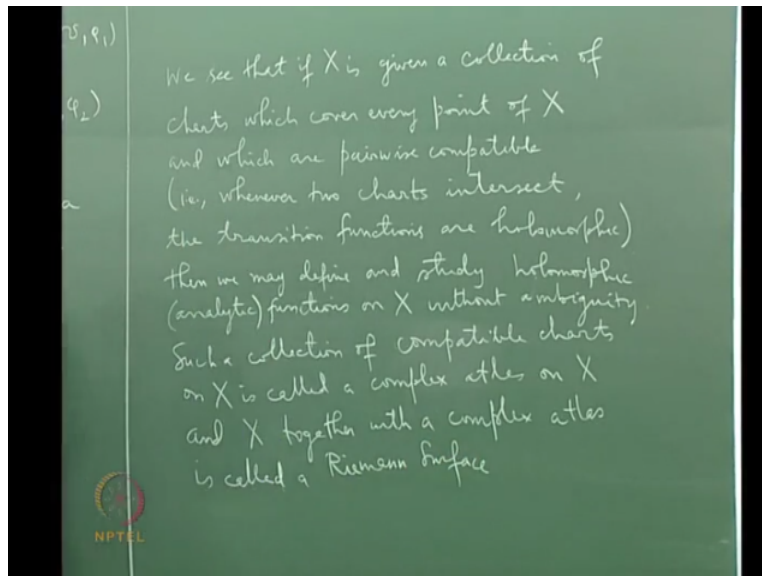 υ, φ₁)
, φ₂)
a
We see that if X is given a collection of
charts which cover every point of X
and which are pairwise compatible
(i.e., whenever two charts intersect,
the transition functions are holomorphic)
then we may define and study holomorphic
(analytic) functions on X without ambiguity.
Such a collection of compatible charts
on X is called a complex atlas on X
and X together with a complex atlas
is called a Riemann Surface
NPTEL